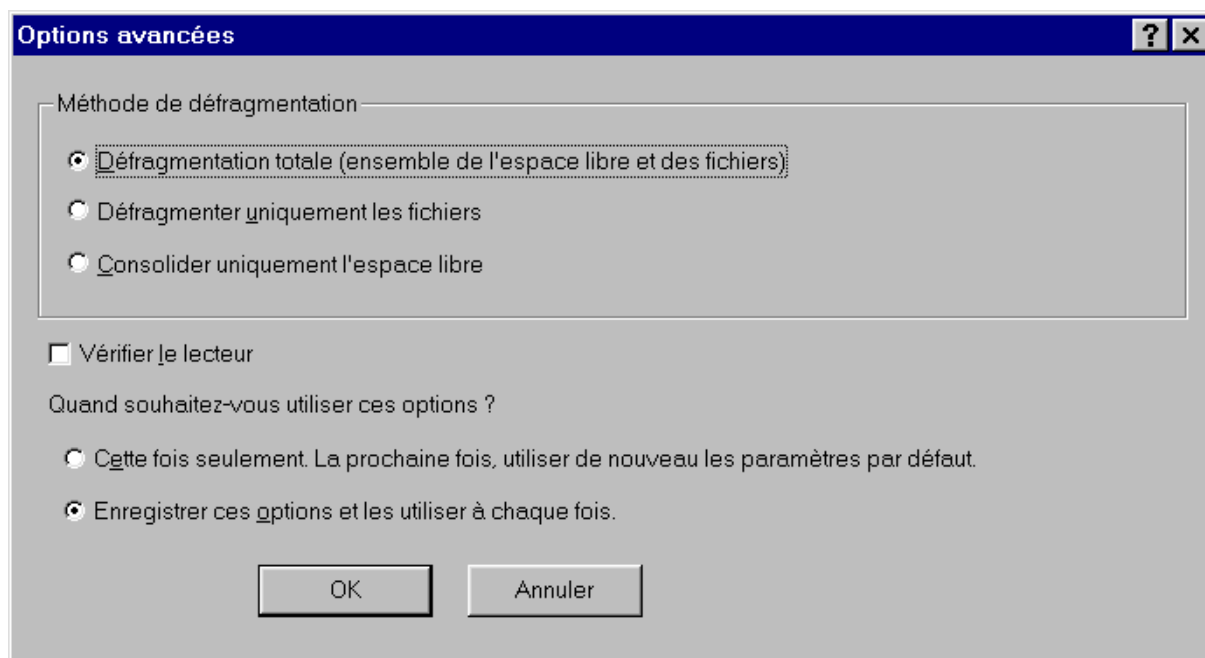 Options avancées
Méthode de défragmentation
Défragmentation totale (ensemble de l'espace libre et des fichiers)
Défragmenter uniquement les fichiers
Consolider uniquement l'espace libre
Vérifier le lecteur
Quand souhaitez-vous utiliser ces options ?
Cette fois seulement. La prochaine fois, utiliser de nouveau les paramètres par défaut.
Enregistrer ces options et les utiliser à chaque fois.
OK
Annuler